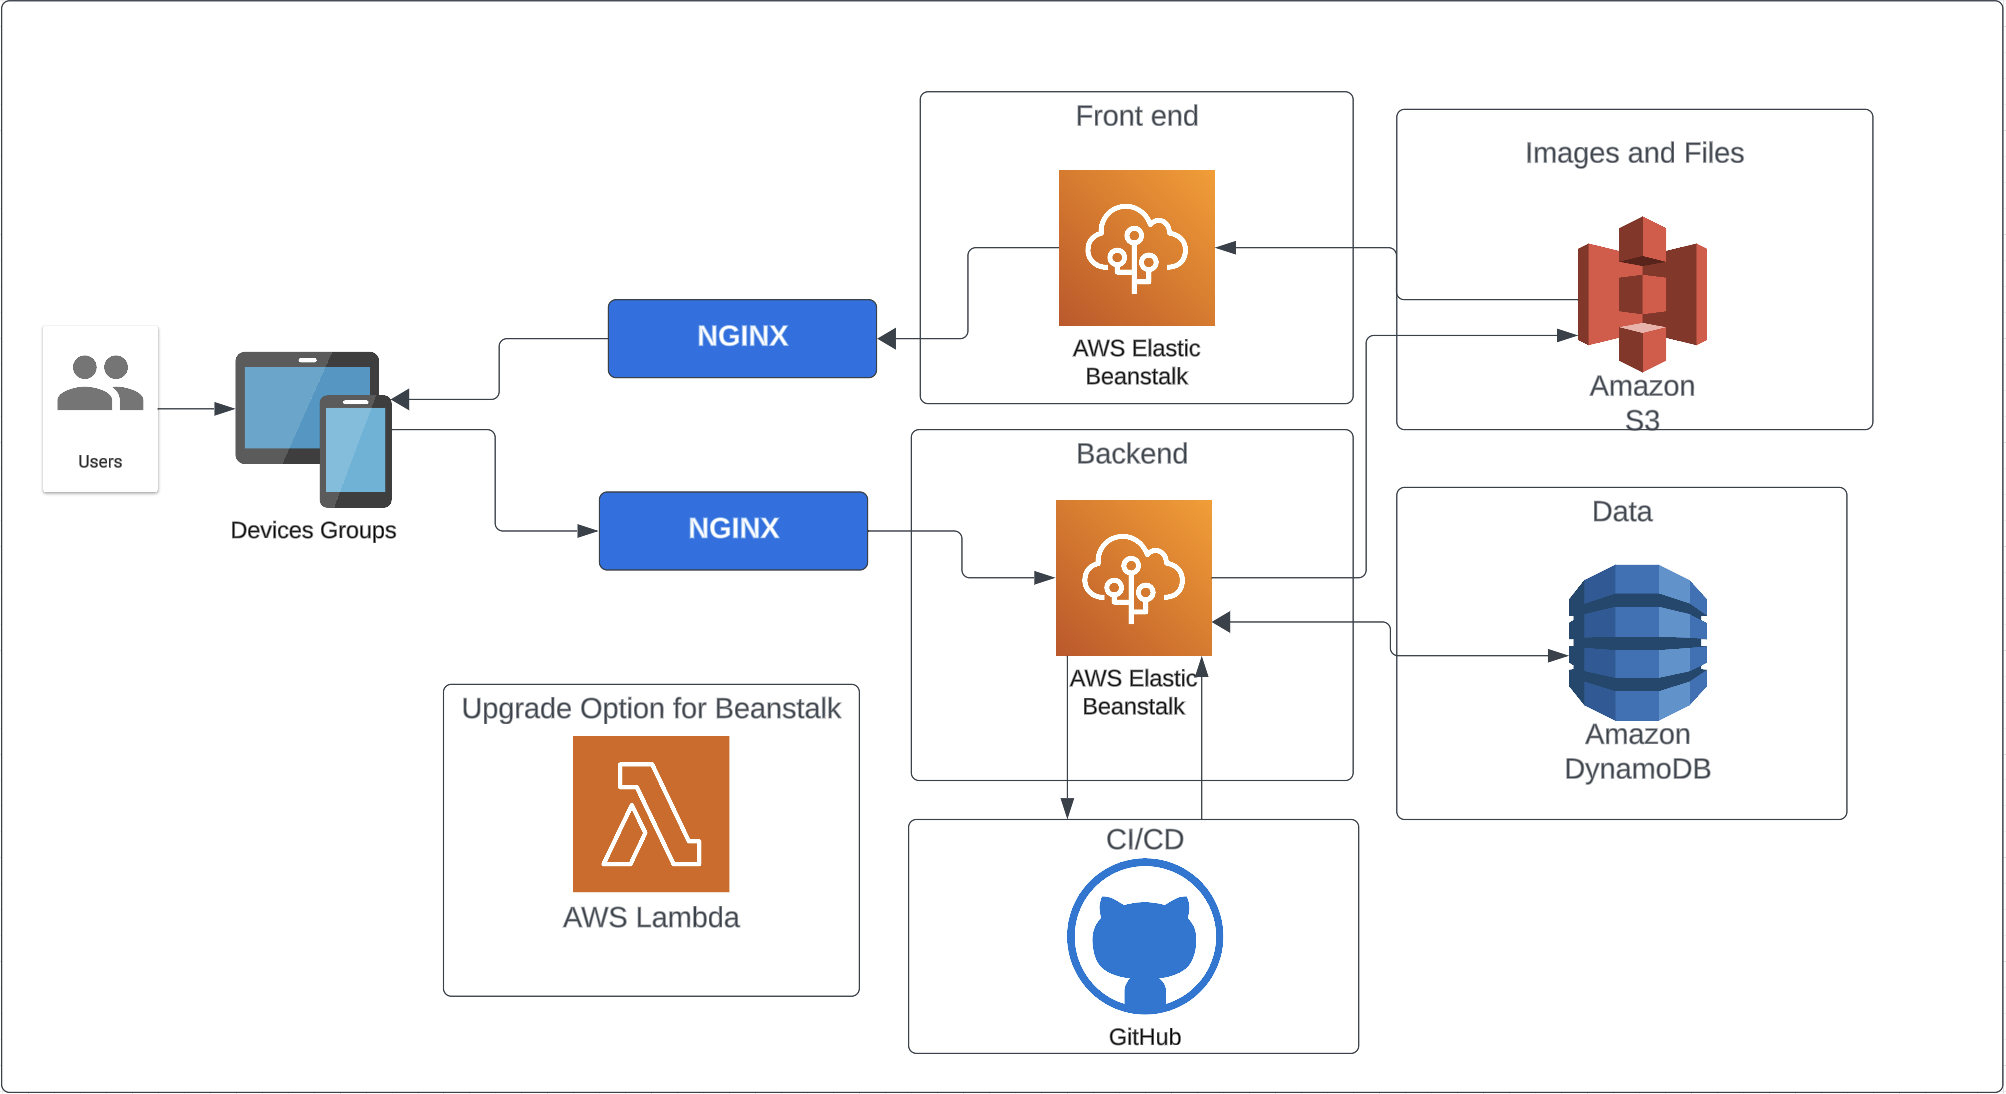 Front end
Images and Files
NGINX
AWS Elastic
Beanstalk
Amazon
S3
Users
Devices Groups
NGINX
Backend
AWS Elastic
Beanstalk
Data
Amazon
DynamoDB
Upgrade Option for Beanstalk
AWS Lambda
CI/CD
GitHub